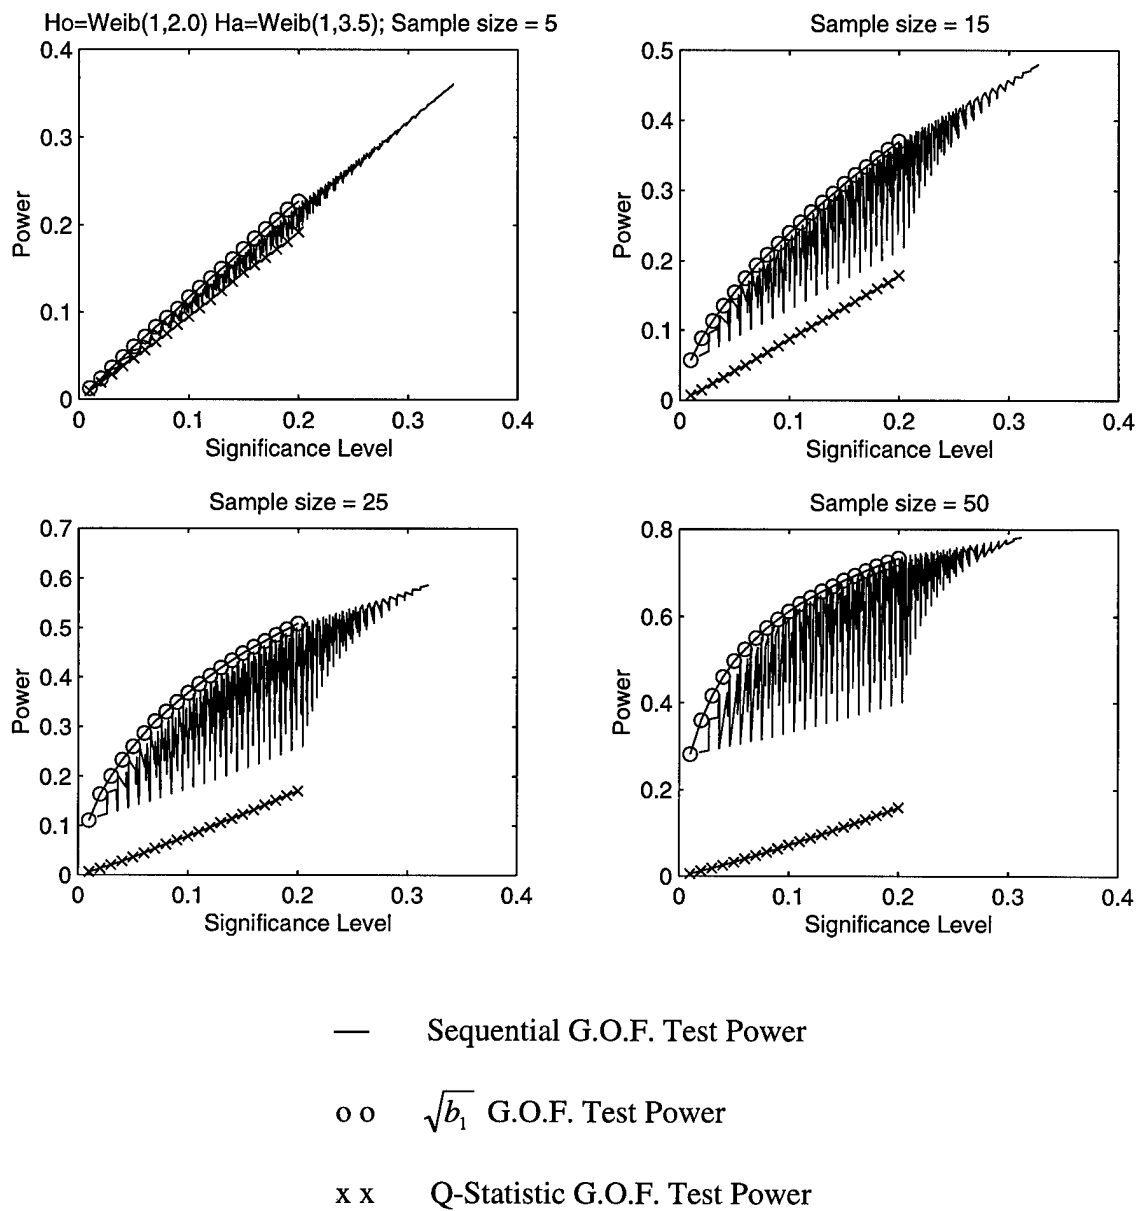 Ho=Weib(1,2.0) Ha=Weib(1,3.5); Sample size = 5
0.4
0.3
0.2
0.1
0
Power
0 0.1 0.2 0.3 0.4
Significance Level
Sample size = 15
0.5
0.4
0.3
0.2
0.1
0
Power
0 0.1 0.2 0.3 0.4
Significance Level
Sample size = 25
0.7
0.6
0.5
0.4
0.3
0.2
0.1
0
Power
0 0.1 0.2 0.3 0.4
Significance Level
Sample size = 50
0.8
0.6
0.4
0.2
0
Power
0 0.1 0.2 0.3 0.4
Significance Level
— Sequential G.O.F. Test Power
o o √b₁ G.O.F. Test Power
x x Q-Statistic G.O.F. Test Power